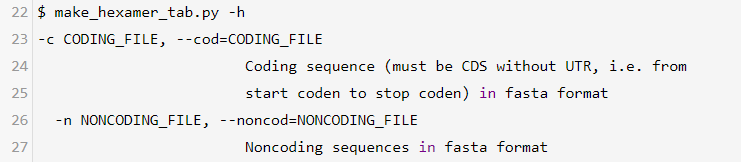 22 $ make_hexamer_tab.py -h
23 -c CODING_FILE, --cod=CODING_FILE
24 Coding sequence (must be CDS without UTR, i.e. from
25 start coden to stop coden) in fasta format
26 -n NONCODING_FILE, --noncod=NONCODING_FILE
27 Noncoding sequences in fasta format